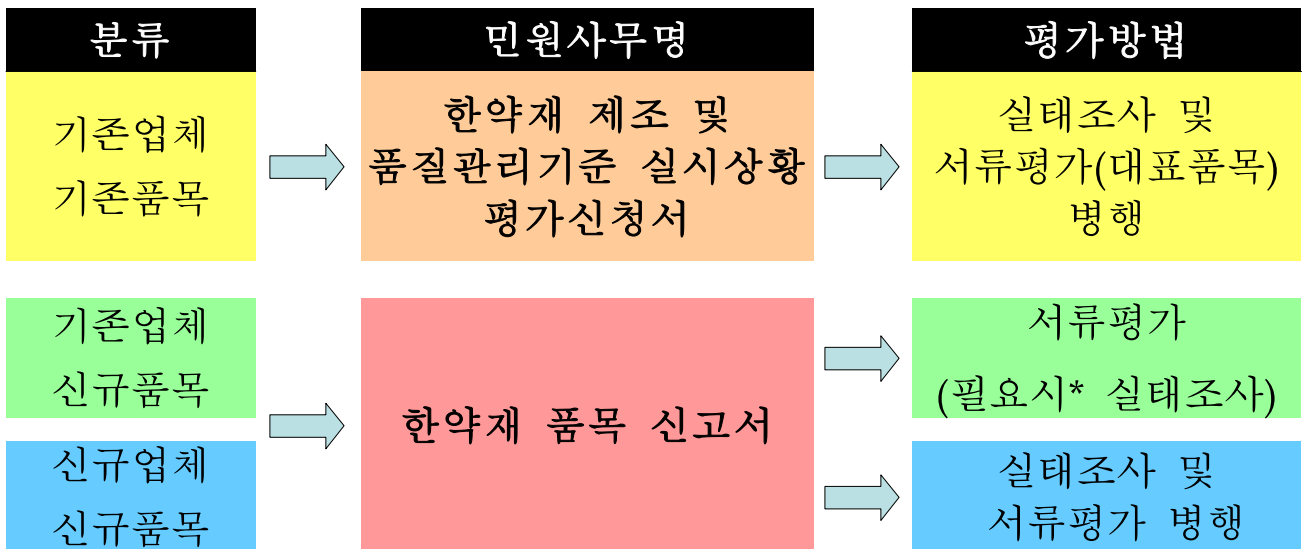 분류
민원사무명
평가방법
기존업체
기존품목
한약재 제조 및
품질관리기준 실시상황
평가신청서
실태조사 및
서류평가(대표품목)
병행
기존업체
신규품목
신규업체
신규품목
한약재 품목 신고서
서류평가
(필요시* 실태조사)
실태조사 및
서류평가 병행